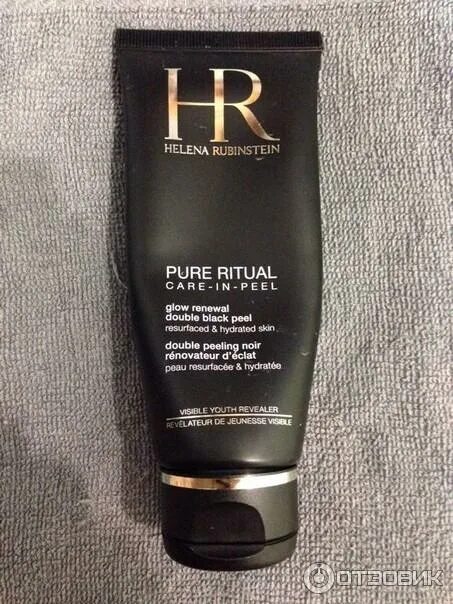 HR
HELENA RUBINSTEIN
PURE RITUAL
CARE-IN-PEEL
glow renewal
double black peel
resurfaced & hydrated skin
double peeling noir
rénovateur d'éclat
peau resurfacée & hydratée
VISIBLE YOUTH REVEALER
RÉVÉLATEUR DE JEUNESSE VISIBLE
ОТЗОВИК